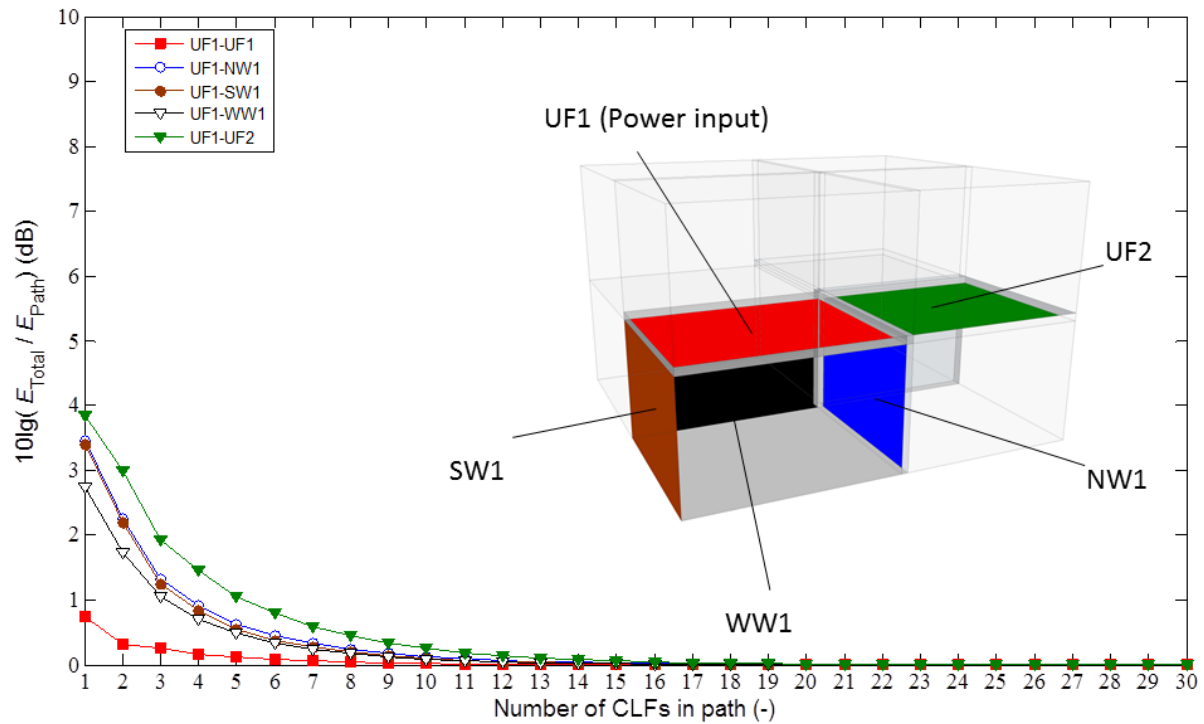 10
9
8
7
6
5
4
3
2
1
0
10lg( E_Total / E_Path) (dB)
UF1-UF1
UF1-NW1
UF1-SW1
UF1-WW1
UF1-UF2
UF1 (Power input)
UF2
SW1
NW1
WW1
1 2 3 4 5 6 7 8 9 10 11 12 13 14 15 16 17 18 19 20 21 22 23 24 25 26 27 28 29 30
Number of CLFs in path (-)